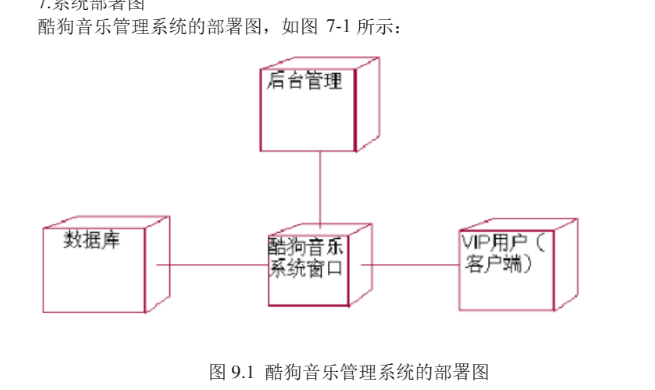 7.系统部署图
酷狗音乐管理系统的部署图，如图 7-1 所示：
后台管理
数据库
酷狗音乐
系统窗口
VIP用户（
客户端）
图 9.1 酷狗音乐管理系统的部署图